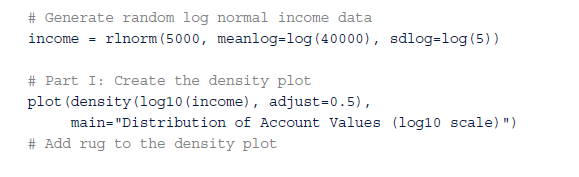 # Generate random log normal income data
income = rlnorm(5000, meanlog=log(40000), sdlog=log(5))
# Part I: Create the density plot
plot(density(log10(income), adjust=0.5),
main="Distribution of Account Values (log10 scale)")
# Add rug to the density plot